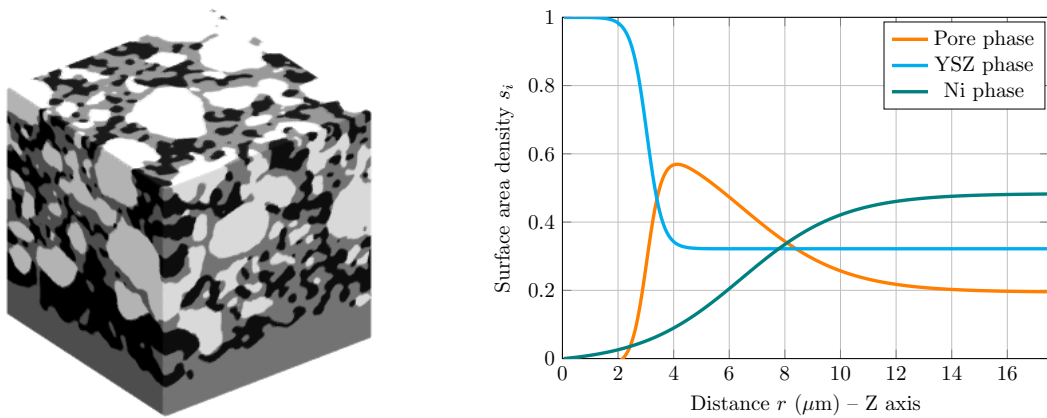 Pore phase
YSZ phase
Ni phase
Surface area density s_i
1
0.8
0.6
0.4
0.2
0
0 2 4 6 8 10 12 14 16
Distance r (μm) – Z axis